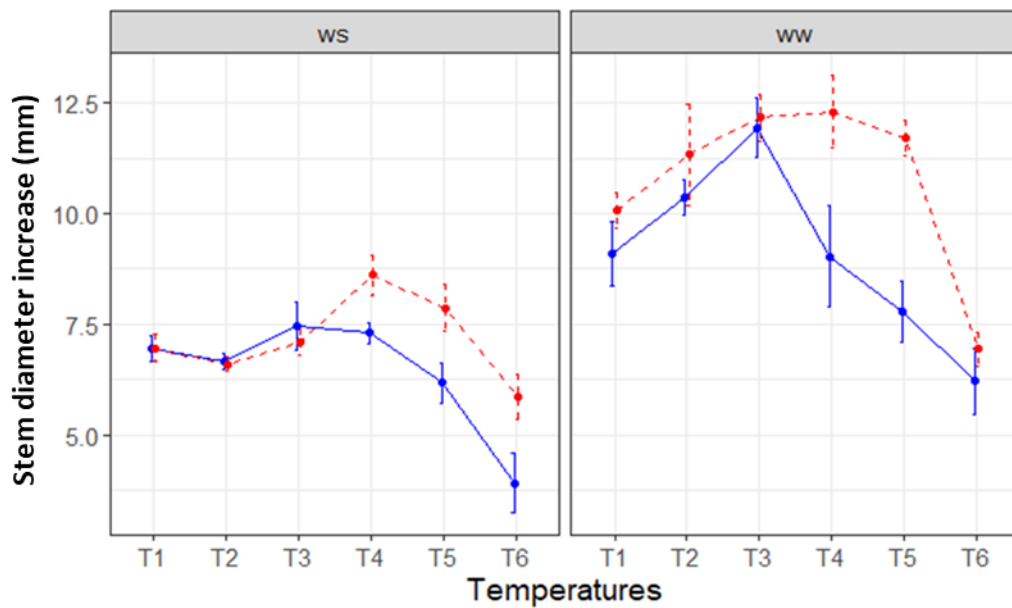 ws ww
Stem diameter increase (mm)
12.5
10.0
7.5
5.0
T1 T2 T3 T4 T5 T6 T1 T2 T3 T4 T5 T6
Temperatures